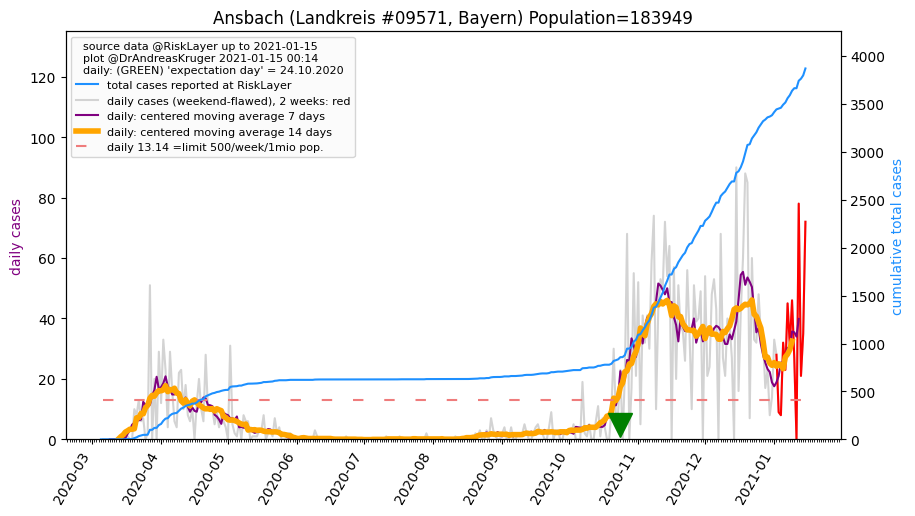 Ansbach (Landkreis #09571, Bayern) Population=183949
source data @RiskLayer up to 2021-01-15
plot @DrAndreasKruger 2021-01-15 00:14
daily: (GREEN) 'expectation day' = 24.10.2020
total cases reported at RiskLayer
daily cases (weekend-flawed), 2 weeks: red
daily: centered moving average 7 days
daily: centered moving average 14 days
daily 13.14 =limit 500/week/1mio pop.
daily cases
120
100
80
60
40
20
0
4000
3500
3000
2500
2000
1500
1000
500
0
cumulative total cases
2020-03
2020-04
2020-05
2020-06
2020-07
2020-08
2020-09
2020-10
2020-11
2020-12
2021-01